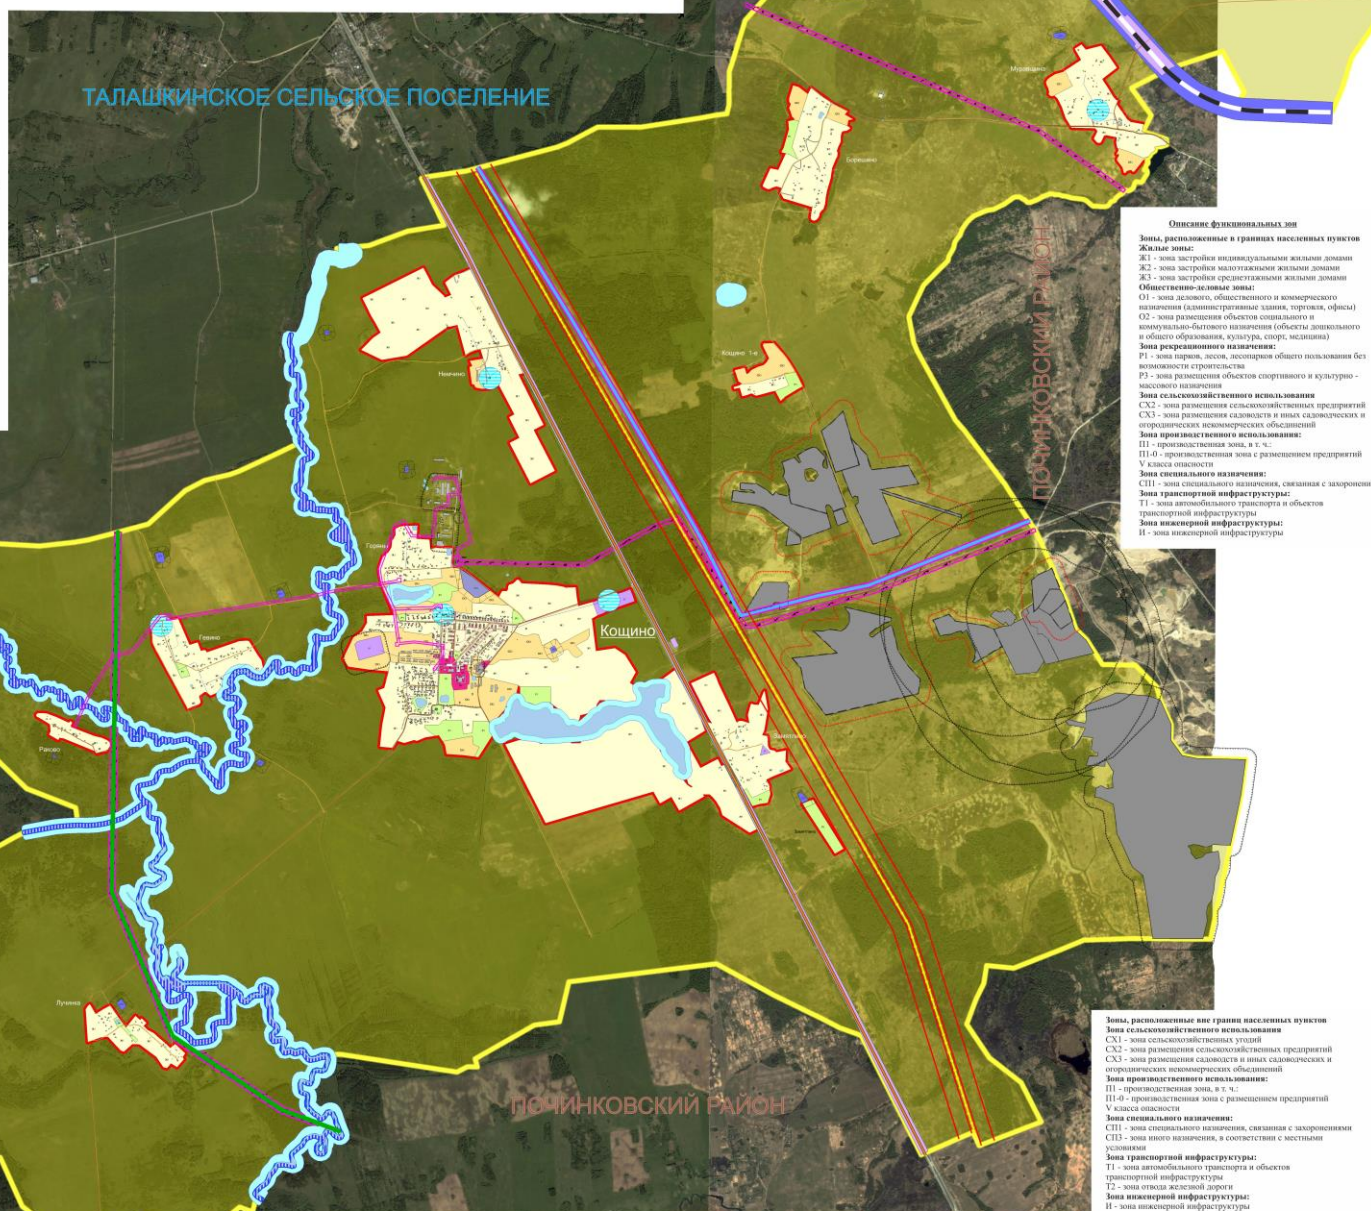 ТАЛАШКИНСКОЕ СЕЛЬСКОЕ ПОСЕЛЕНИЕ
Муравщино
Борвшино
ПОЧИНКОВСКИЙ РАЙОН
Описание функциональных зон
Зоны, расположенные в границах населенных пунктов
Жилые зоны:
Ж1 - зона застройки индивидуальными жилыми домами
Ж2 - зона застройки малоэтажными жилыми домами
Ж3 - зона застройки среднеэтажными жилыми домами
Общественно-деловые зоны:
О1 - зона делового, общественного и коммерческого
назначения (административные здания, торговля, офисы)
О2 - зона размещения объектов социального и
коммунально-бытового назначения (объекты дошкольного
и общего образования, культура, спорт, медицина)
Зона рекреационного назначения:
Р1 - зона парков, лесов, лесопарков общего пользования без
возможности строительства
Р3 - зона размещения объектов спортивного и культурно -
массового назначения
Зона сельскохозяйственного использования
СХ2 - зона размещения сельскохозяйственных предприятий
СХ3 - зона размещения садоводств и иных садоводческих и
огороднических некоммерческих объединений
Зона производственного использования:
П1 - производственная зона, в т. ч.:
П1-0 - производственная зона с размещением предприятий
V класса опасности
Зона специального назначения:
СП1 - зона специального назначения, связанная с захоронени
Зона транспортной инфраструктуры:
Т1 - зона автомобильного транспорта и объектов
транспортной инфраструктуры
Зона инженерной инфраструктуры:
И - зона инженерной инфраструктуры
Кощино 1-е
Немчино
Горяны
Гевино
Кощино
Раково
Замятлино
Лучинка
ПОЧИНКОВСКИЙ РАЙОН
Зоны, расположенные вне границ населенных пунктов
Зона сельскохозяйственного использования
СХ1 - зона сельскохозяйственных угодий
СХ2 - зона размещения сельскохозяйственных предприятий
СХ3 - зона размещения садоводств и иных садоводческих и
огороднических некоммерческих объединений
Зона производственного использования:
П1 - производственная зона, в т. ч.:
П1-0 - производственная зона с размещением предприятий
V класса опасности
Зона специального назначения:
СП1 - зона специального назначения, связанная с захоронениями
СП3 - зона иного назначения, в соответствии с местными
условиями
Зона транспортной инфраструктуры:
Т1 - зона автомобильного транспорта и объектов
транспортной инфраструктуры
Т2 - зона отвода железной дороги
Зона инженерной инфраструктуры:
И - зона инженерной инфраструктуры